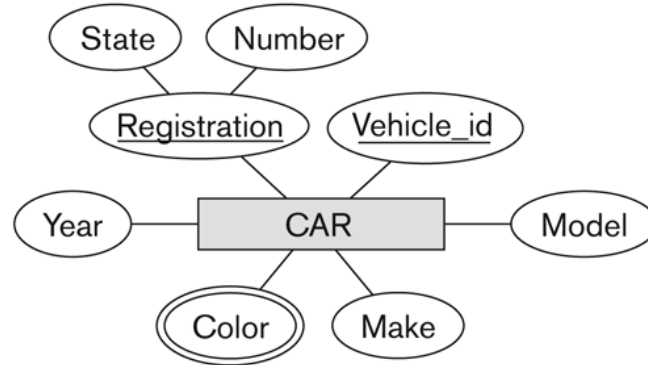 State
Number
Registration
Vehicle_id
Year
CAR
Model
Color
Make